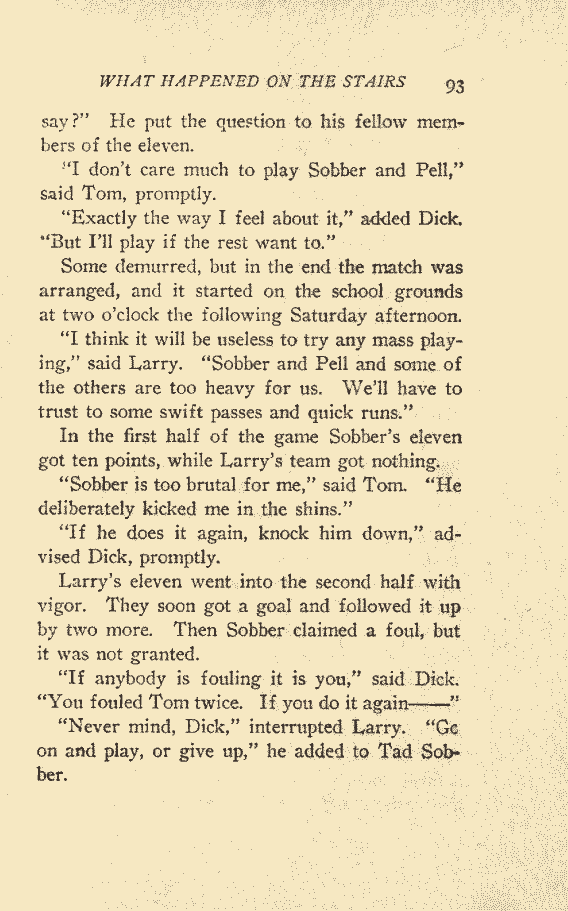 WHAT HAPPENED ON THE STAIRS 93
say?” He put the question to his fellow mem-
bers of the eleven.
“I don’t care much to play Sobber and Pell,”
said Tom, promptly.
“Exactly the way I feel about it,” added Dick.
“But I’ll play if the rest want to.”
Some demurred, but in the end the match was
arranged, and it started on the school grounds
at two o’clock the following Saturday afternoon.
“I think it will be useless to try any mass play-
ing,” said Larry. “Sobber and Pell and some of
the others are too heavy for us. We’ll have to
trust to some swift passes and quick runs.”
In the first half of the game Sobber’s eleven
got ten points, while Larry’s team got nothing.
“Sobber is too brutal for me,” said Tom. “He
deliberately kicked me in the shins.”
“If he does it again, knock him down,” ad-
vised Dick, promptly.
Larry’s eleven went into the second half with
vigor. They soon got a goal and followed it up
by two more. Then Sobber claimed a foul, but
it was not granted.
“If anybody is fouling it is you,” said Dick.
“You fouled Tom twice. If you do it again——”
“Never mind, Dick,” interrupted Larry. “Go
on and play, or give up,” he added to Tad Sob-
ber.